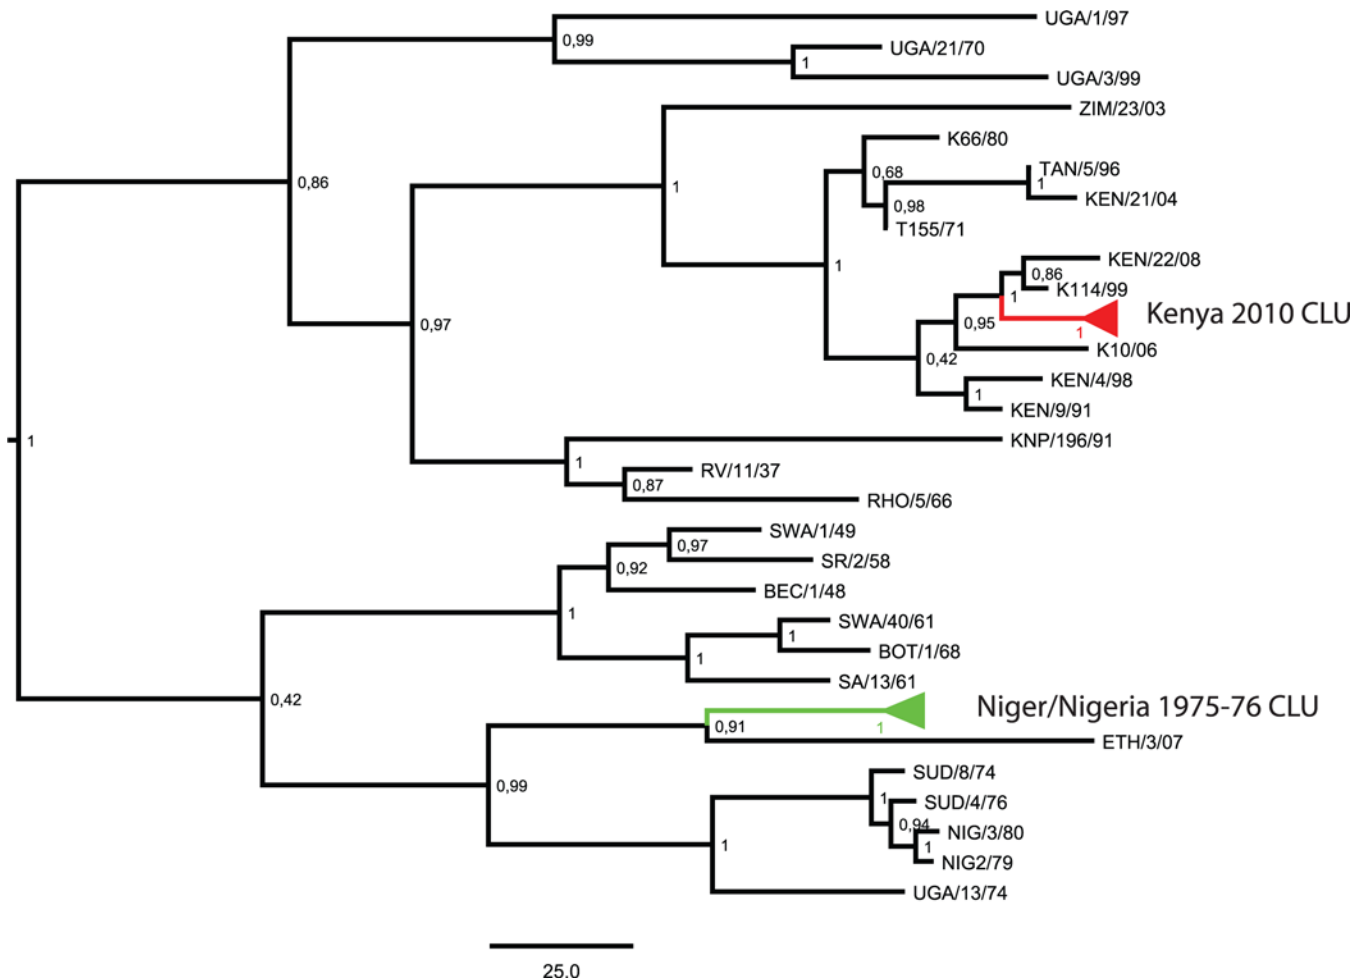 UGA/1/97
0,99
UGA/21/70
1
UGA/3/99
ZIM/23/03
K66/80
TAN/5/96
0,68
0,86
1
1
KEN/21/04
0,98
T155/71
KEN/22/08
1
0,86
K114/99
1
Kenya 2010 CLU
0,97
0,95
1
K10/06
0,42
KEN/4/98
1
KEN/9/91
1
KNP/196/91
1
RV/11/37
0,87
RHO/5/66
SWA/1/49
0,97
SR/2/58
0,92
BEC/1/48
1
SWA/40/61
1
BOT/1/68
1
SA/13/61
0,42
Niger/Nigeria 1975-76 CLU
0,91
1
ETH/3/07
SUD/8/74
0,99
1
SUD/4/76
0,94
NIG/3/80
1
1
NIG2/79
UGA/13/74
25.0